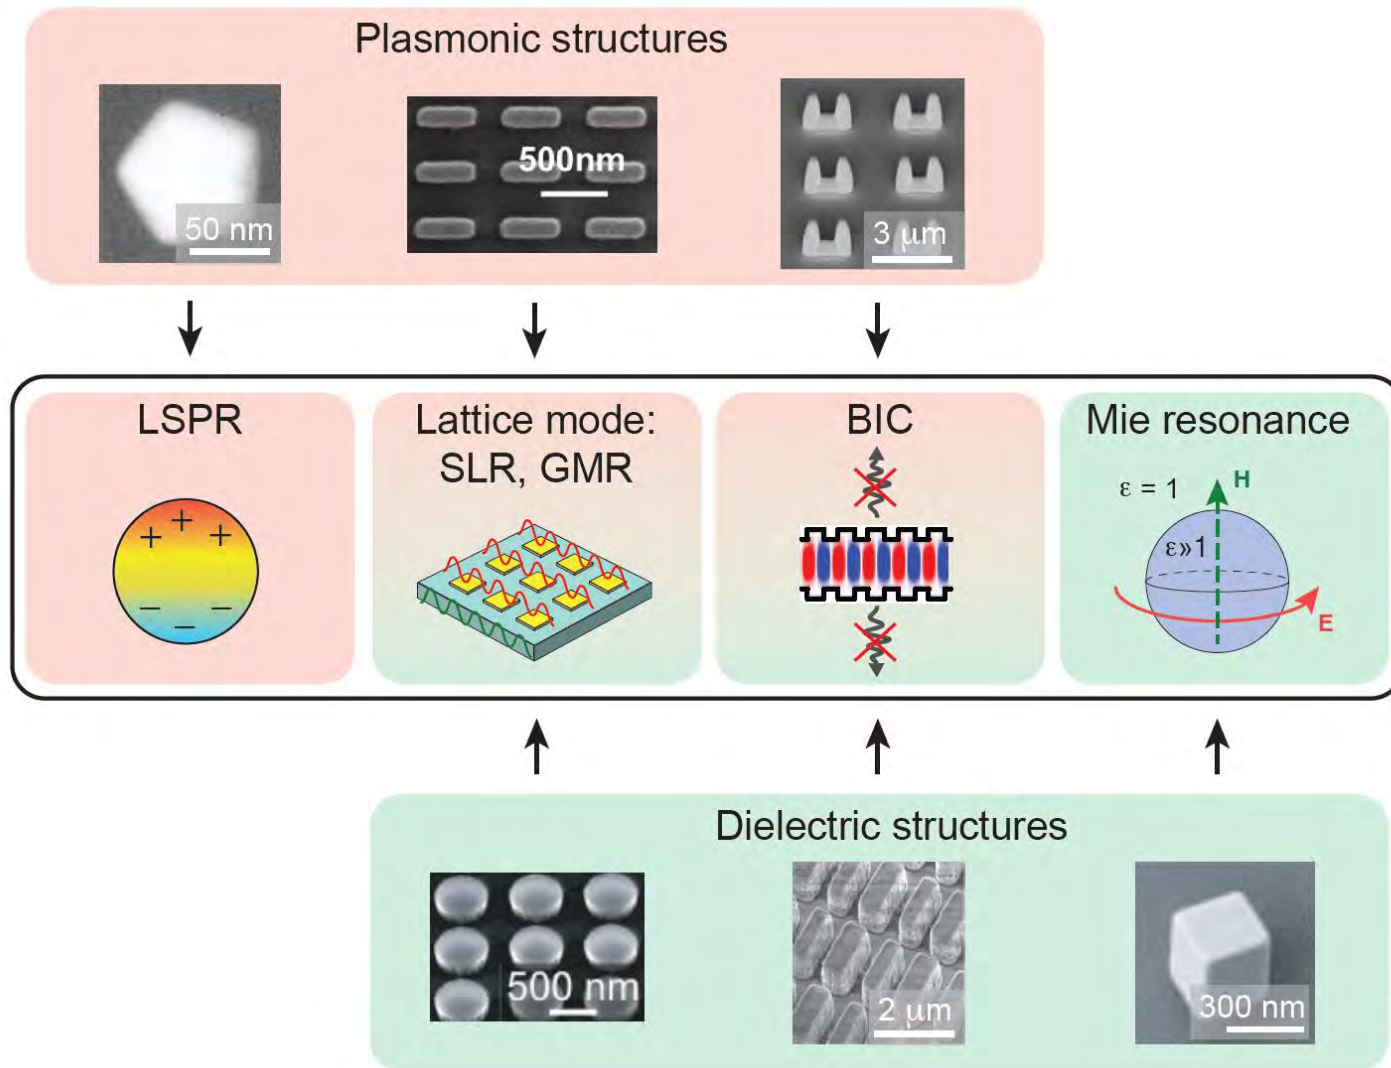 Plasmonic structures
50 nm
500nm
3 μm
LSPR
+ + +
− − −
Lattice mode:
SLR, GMR
BIC
Mie resonance
ε = 1
H
ε»1
E
Dielectric structures
500 nm
2 μm
300 nm